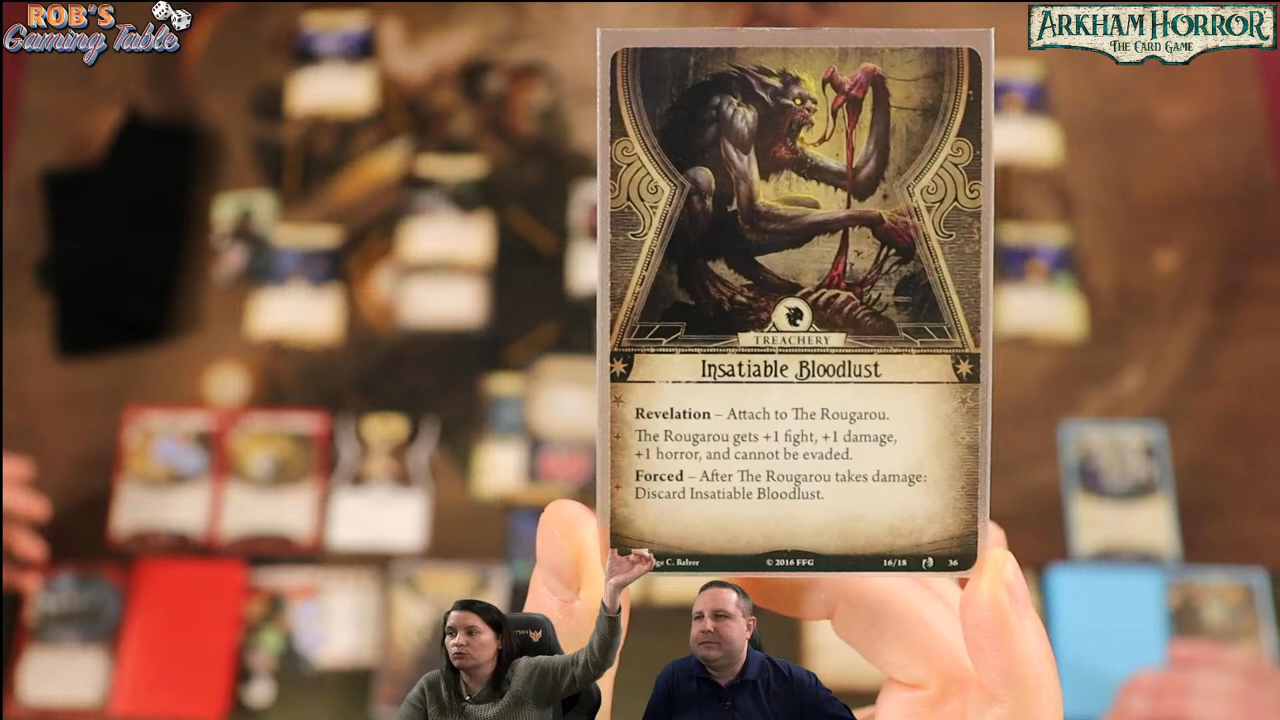 ROB'S
Gaming Table
ARKHAM HORROR
THE CARD GAME
TREACHERY
Insatiable Bloodlust
Revelation – Attach to The Rougarou.
The Rougarou gets +1 fight, +1 damage,
+1 horror, and cannot be evaded.
Forced – After The Rougarou takes damage:
Discard Insatiable Bloodlust.
C. Balzer
© 2016 FFG
16/18
36